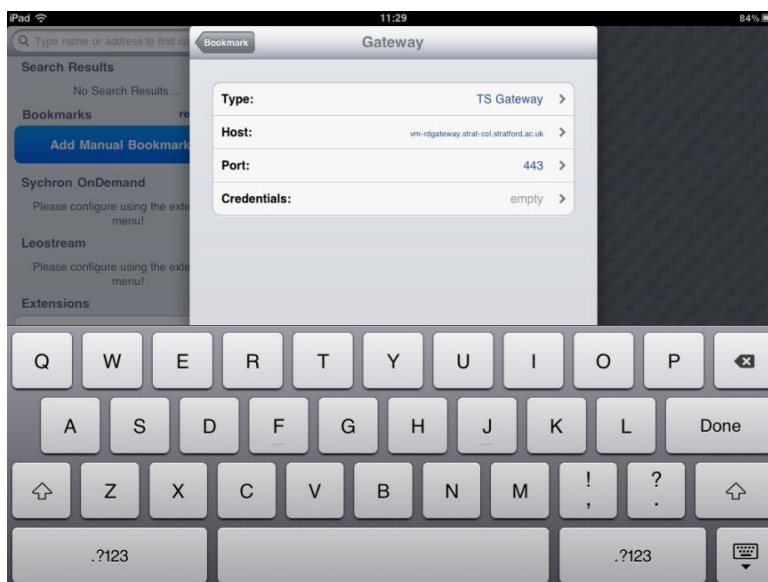 iPad 11:29 84%
Type name or address to find co
Bookmark Gateway
Search Results
No Search Results ...
Bookmarks re
Add Manual Bookmark
Sychron OnDemand
Please configure using the exte
menu!
Leostream
Please configure using the exte
menu!
Extensions
Type: TS Gateway
Host: vm-rdgateway.strat-col.stratford.ac.uk
Port: 443
Credentials: empty
Q W E R T Y U I O P
A S D F G H J K L Done
Z X C V B N M ! , ? .
.?123 .?123